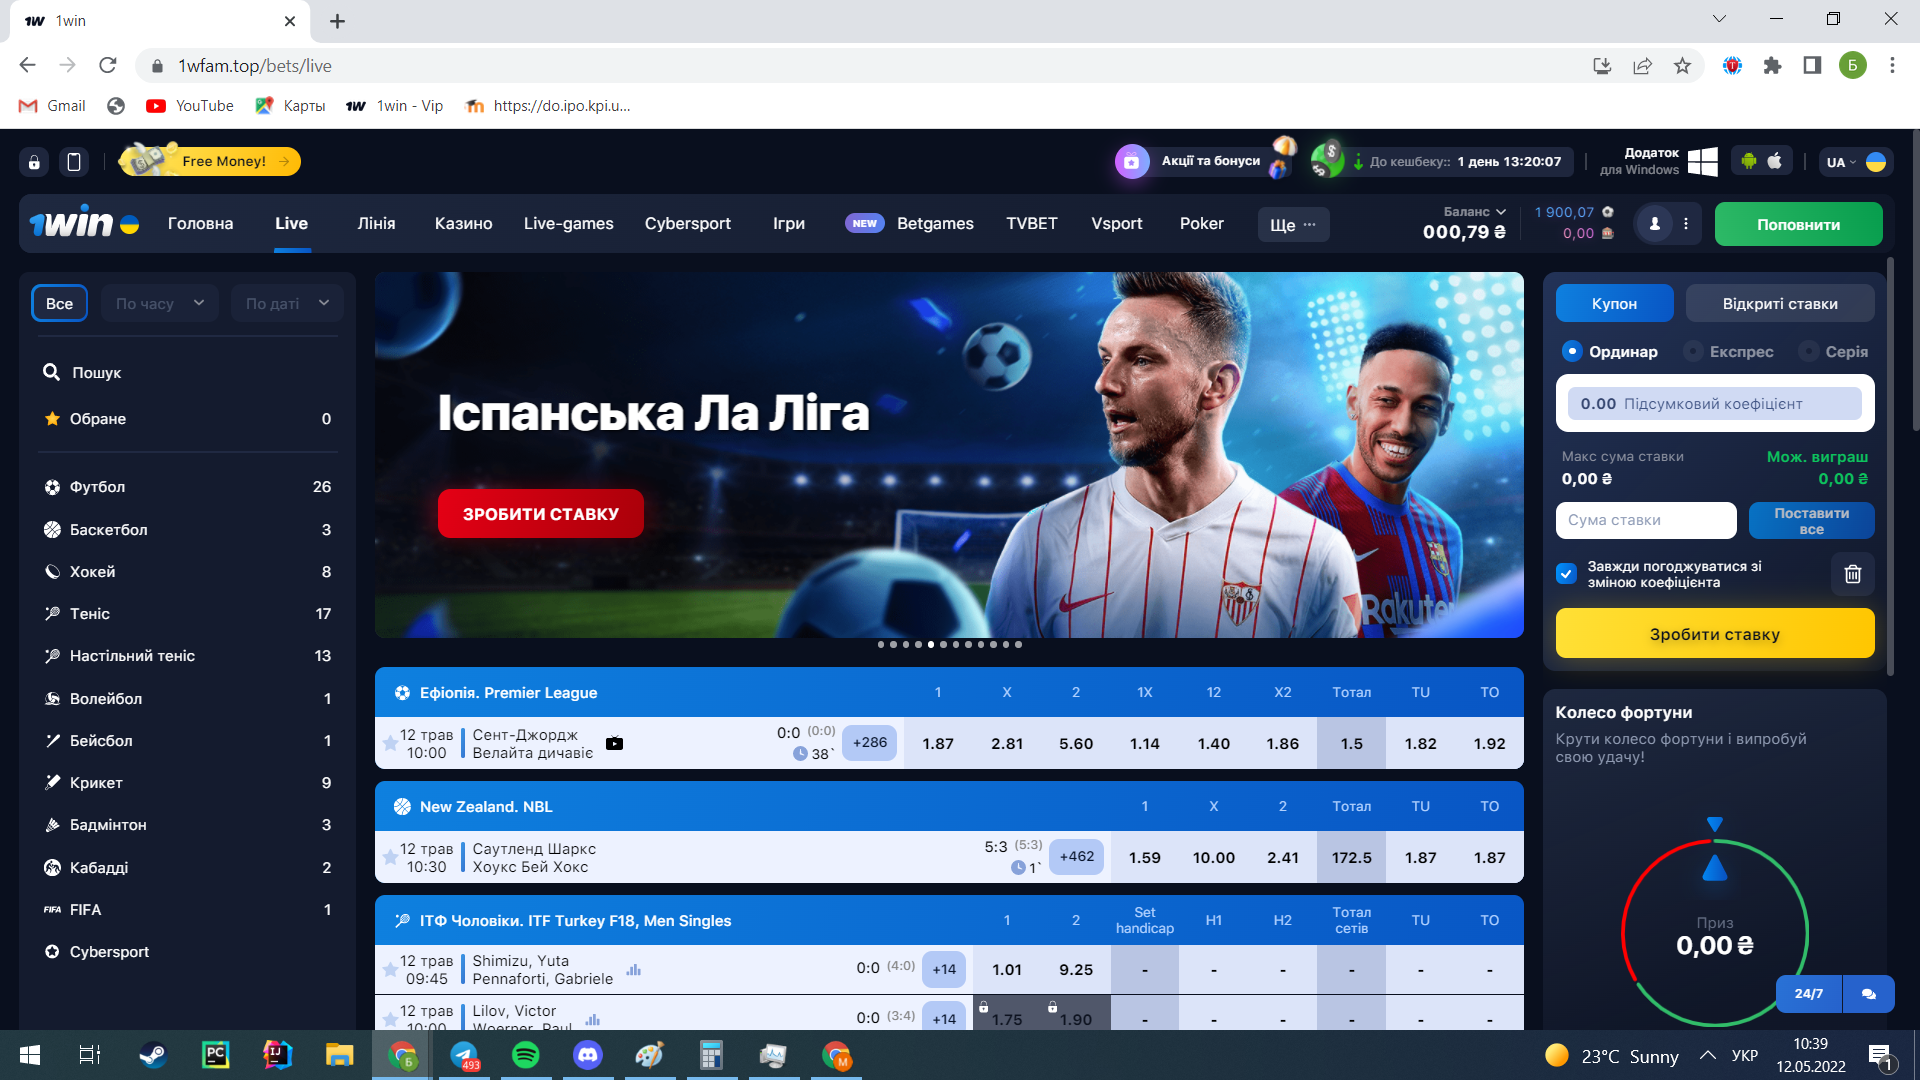 1win
1wfam.top/bets/live
Gmail
YouTube
Карты
1win - Vip
https://do.ipo.kpi.u...
Free Money!
Акції та бонуси
До кешбеку:: 1 день 13:20:07
Додаток
для Windows
UA
1win
Головна
Live
Лінія
Казино
Live-games
Cybersport
Ігри
NEW
Betgames
TVBET
Vsport
Poker
Ще ···
Баланс
000,79 ₴
1 900,07
0,00
Поповнити
Все
По часу
По даті
Пошук
Обране 0
Футбол 26
Баскетбол 3
Хокей 8
Теніс 17
Настільний теніс 13
Волейбол 1
Бейсбол 1
Крикет 9
Бадмінтон 3
Кабадді 2
FIFA FIFA 1
Cybersport
Іспанська Ла Ліга
ЗРОБИТИ СТАВКУ
Rakuten
Ефіопія. Premier League 1 X 2 1X 12 X2 Тотал TU TO
12 трав Сент-Джордж 0:0 (0:0)
10:00 Велайта дичавіє 38`
+286 1.87 2.81 5.60 1.14 1.40 1.86 1.5 1.82 1.92
New Zealand. NBL 1 X 2 Тотал TU TO
12 трав Саутленд Шаркс 5:3 (5:3)
10:30 Хоукс Бей Хокс 1`
+462 1.59 10.00 2.41 172.5 1.87 1.87
ІТФ Чоловіки. ITF Turkey F18, Men Singles 1 2 Set handicap H1 H2 Тотал сетів TU TO
12 трав Shimizu, Yuta 0:0 (4:0)
09:45 Pennaforti, Gabriele
+14 1.01 9.25 - - - - - -
12 трав Lilov, Victor 0:0 (3:4)
10:00 Woerner, Paul
+14 1.75 1.90 - - - - - -
Купон
Відкриті ставки
Ординар
Експрес
Серія
0.00 Підсумковий коефіцієнт
Макс сума ставки Мож. виграш
0,00 ₴ 0,00 ₴
Сума ставки
Поставити
все
Завжди погоджуватися зі
зміною коефіцієнта
Зробити ставку
Колесо фортуни
Крути колесо фортуни і випробуй
свою удачу!
Приз
0,00 ₴
24/7
PC
IJ
Б
493
M
23°C Sunny
УКР
10:39
12.05.2022
1